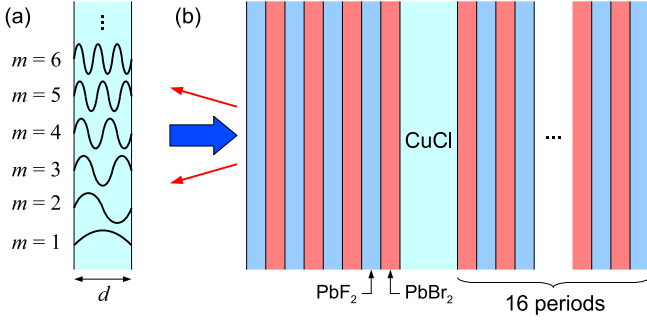 (a)
m = 6
m = 5
m = 4
m = 3
m = 2
m = 1
d
(b)
CuCl
...
PbF₂
PbBr₂
16 periods